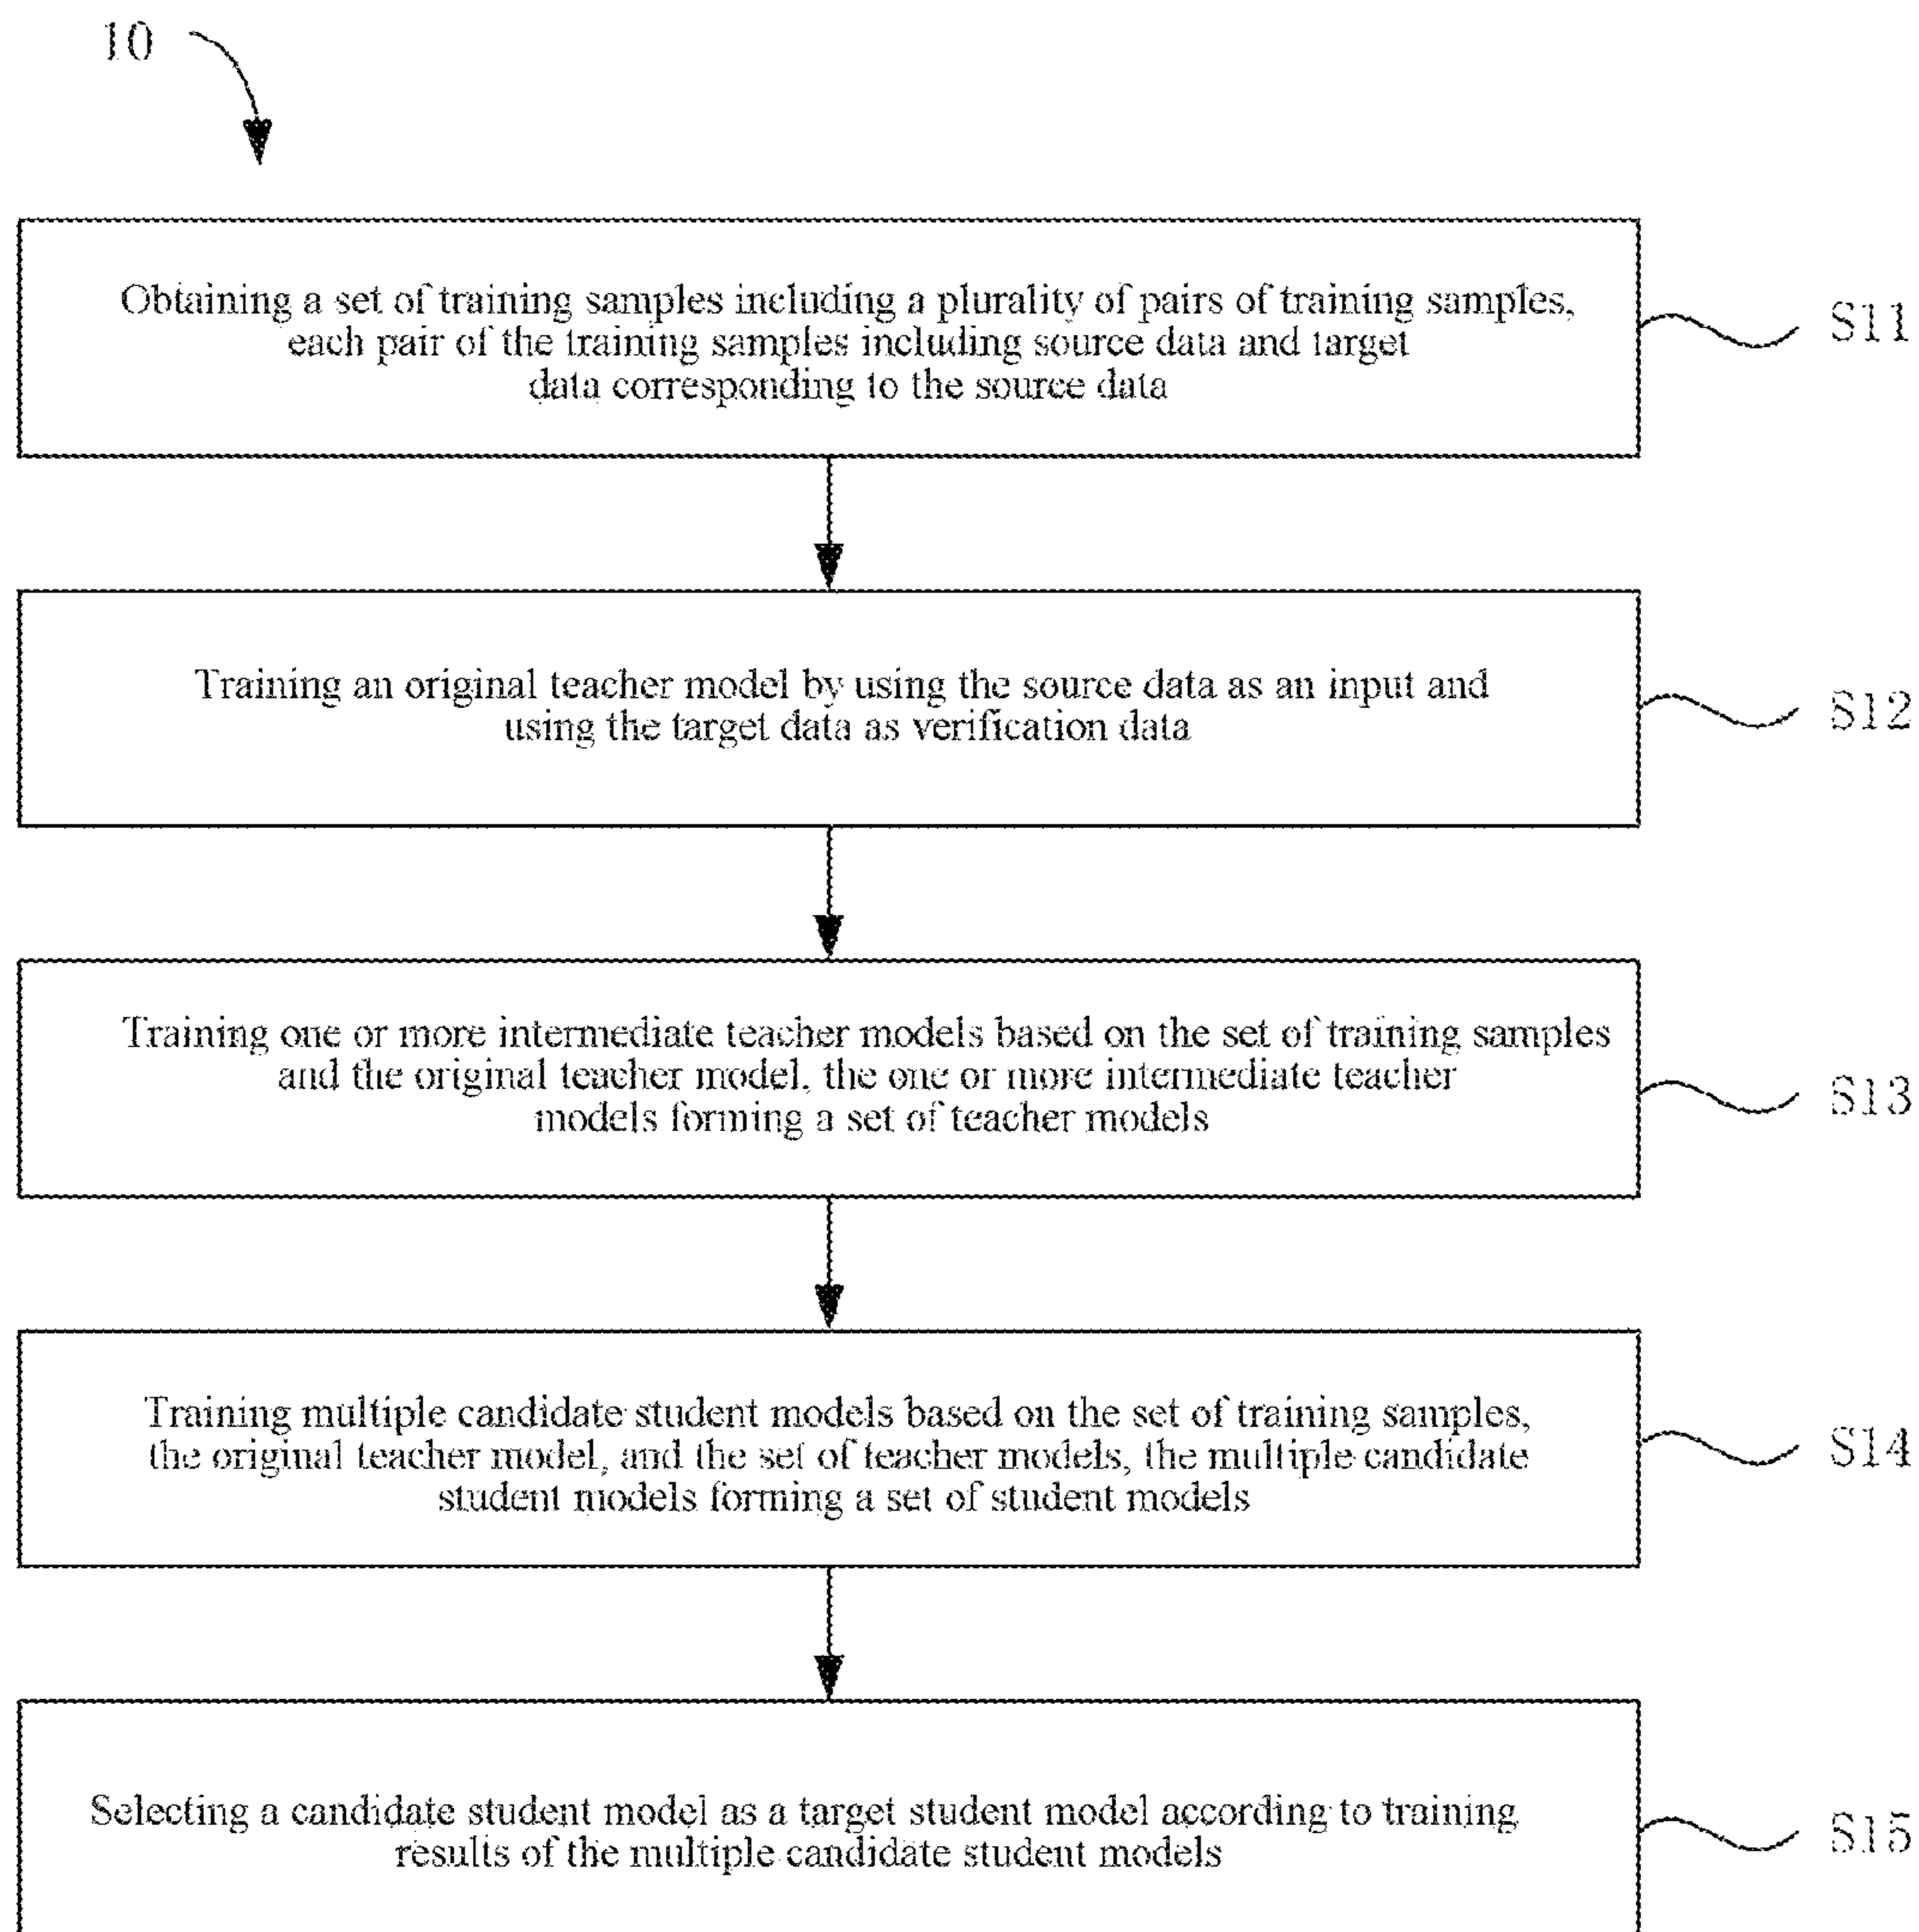 10
Obtaining a set of training samples including a plurality of pairs of training samples,
each pair of the training samples including source data and target
data corresponding to the source data
S11
Training an original teacher model by using the source data as an input and
using the target data as verification data
S12
Training one or more intermediate teacher models based on the set of training samples
and the original teacher model, the one or more intermediate teacher
models forming a set of teacher models
S13
Training multiple candidate student models based on the set of training samples,
the original teacher model, and the set of teacher models, the multiple candidate
student models forming a set of student models
S14
Selecting a candidate student model as a target student model according to training
results of the multiple candidate student models
S15